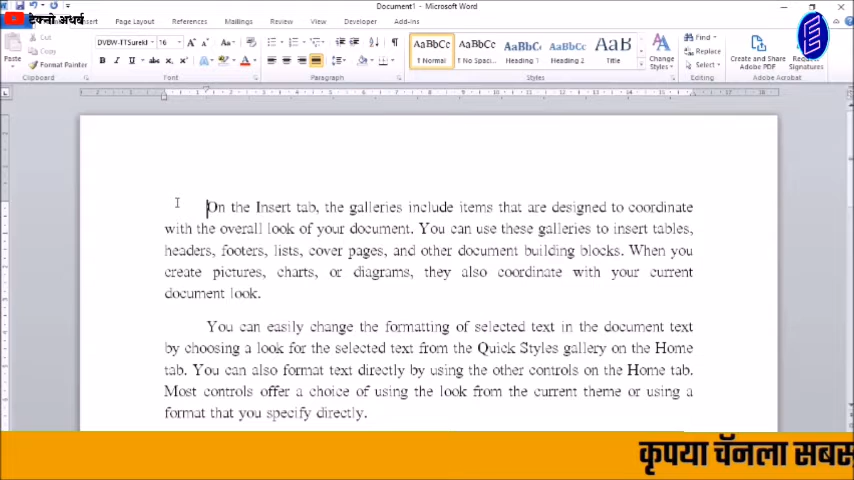 Document1 - Microsoft Word
टेक्नो अथर्व
Page Layout References Mailings Review View Developer Add-Ins
Cut
DVBW-TTSurekh 16 Aa
AaBbCc AaBbCc AaBbCc AaBbCc AaB
Find
Copy
Replace
Paste Format Painter
B I U abc
¶ Normal ¶ No Spaci... Heading 1 Heading 2 Title
Change Styles
Select
Create and Share Adobe PDF
Signatures
Clipboard Font Paragraph Styles Editing Adobe Acrobat
On the Insert tab, the galleries include items that are designed to coordinate
with the overall look of your document. You can use these galleries to insert tables,
headers, footers, lists, cover pages, and other document building blocks. When you
create pictures, charts, or diagrams, they also coordinate with your current
document look.
You can easily change the formatting of selected text in the document text
by choosing a look for the selected text from the Quick Styles gallery on the Home
tab. You can also format text directly by using the other controls on the Home tab.
Most controls offer a choice of using the look from the current theme or using a
format that you specify directly.
कृपया चॅनला सबस